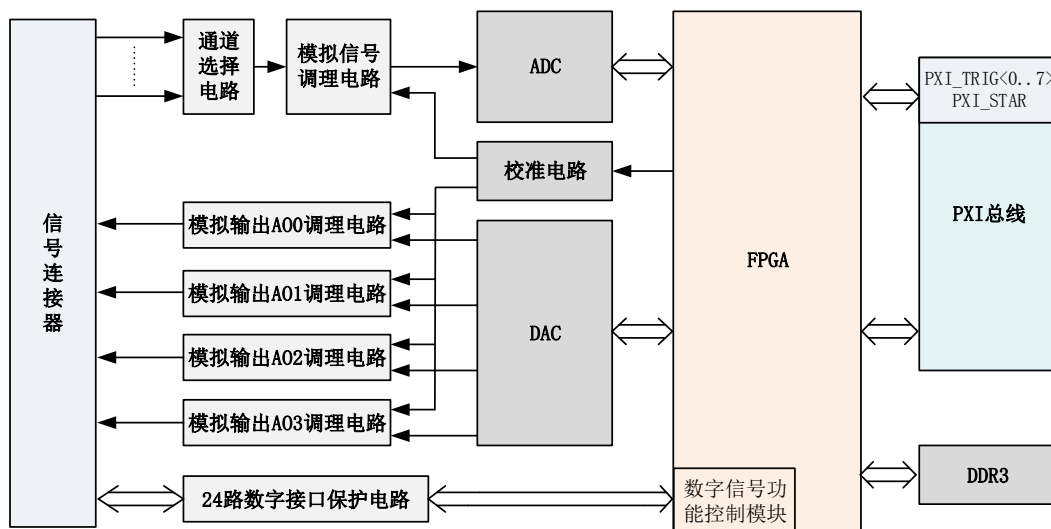 信
号
连
接
器
通道
选择
电路
模拟信号
调理电路
ADC
校准电路
模拟输出AO0调理电路
模拟输出AO1调理电路
模拟输出AO2调理电路
模拟输出AO3调理电路
DAC
24路数字接口保护电路
FPGA
数字信号功
能控制模块
PXI_TRIG<0..7>
PXI_STAR
PXI总线
DDR3